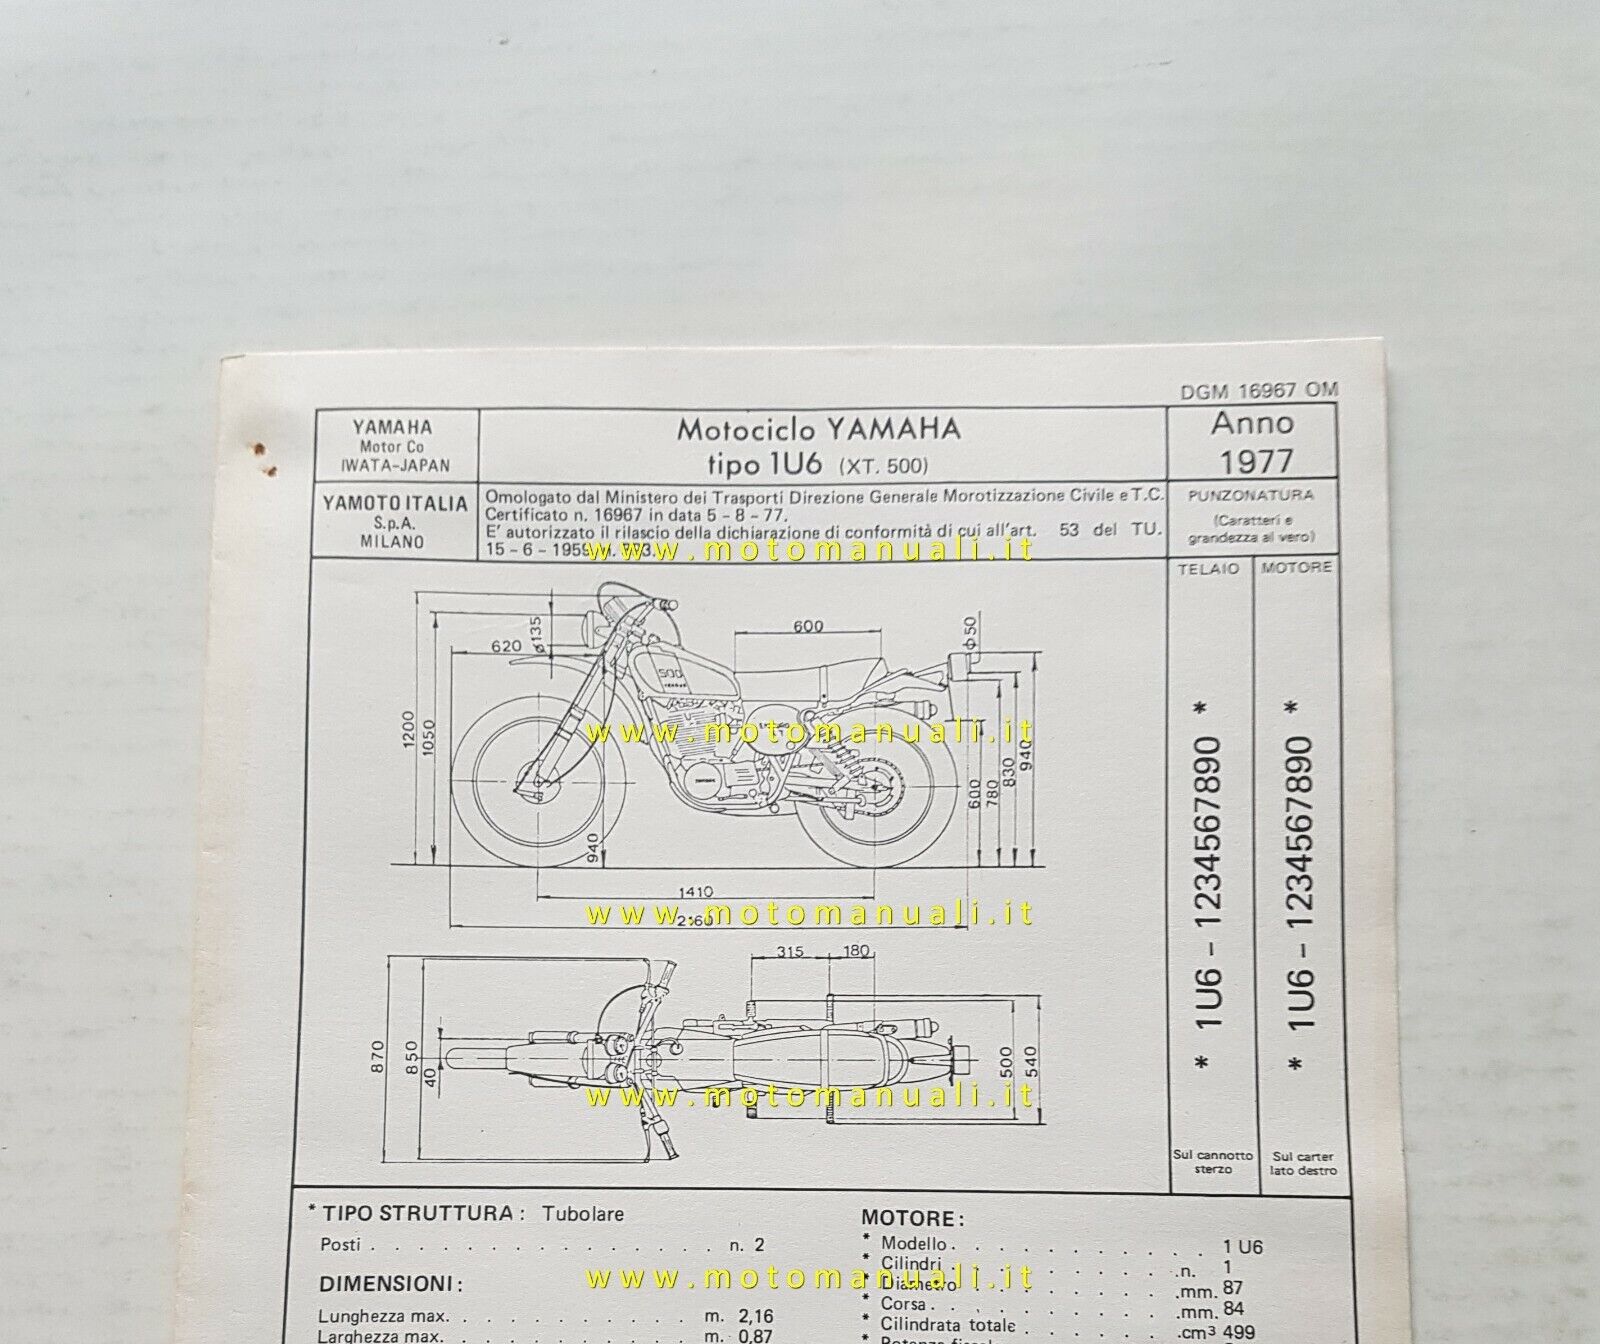 DGM 16967 OM
YAMAHA
Motor Co
IWATA-JAPAN
Motociclo YAMAHA
tipo 1U6 (XT. 500)
Anno
1977
YAMOTO ITALIA
S.p.A.
MILANO
Omologato dal Ministero dei Trasporti Direzione Generale Morotizzazione Civile e T.C.
Certificato n. 16967 in data 5 - 8 - 77.
E' autorizzato il rilascio della dichiarazione di conformità di cui all'art. 53 del TU.
15 - 6 - 1959
www.motomanuali.it
PUNZONATURA
(Caratteri e
grandezza al vero)
TELAIO
MOTORE
620
φ135
600
φ50
500
1200
1050
www.motomanuali.it
940
600
780
830
940
1410
2160
www.motomanuali.it
315
180
870
850
40
500
540
www.motomanuali.it
* 1U6 - 1234567890 *
* 1U6 - 1234567890 *
Sul cannotto
sterzo
Sul carter
lato destro
* TIPO STRUTTURA: Tubolare
Posti . . . . . . . . . . . . . . . . n. 2
DIMENSIONI:
Lunghezza max. . . . . . . . . . . . m. 2,16
Larghezza max. . . . . . . . . . . . m. 0,87
MOTORE:
* Modello. . . . . . . . . . . 1 U6
* Cilindri . . . . . . . . . . .n. 1
* Diametro . . . . . . . . . .mm. 87
www.motomanuali.it
* Corsa. . . . . . . . . . . .mm. 84
* Cilindrata totale . . . . . .cm³ 499